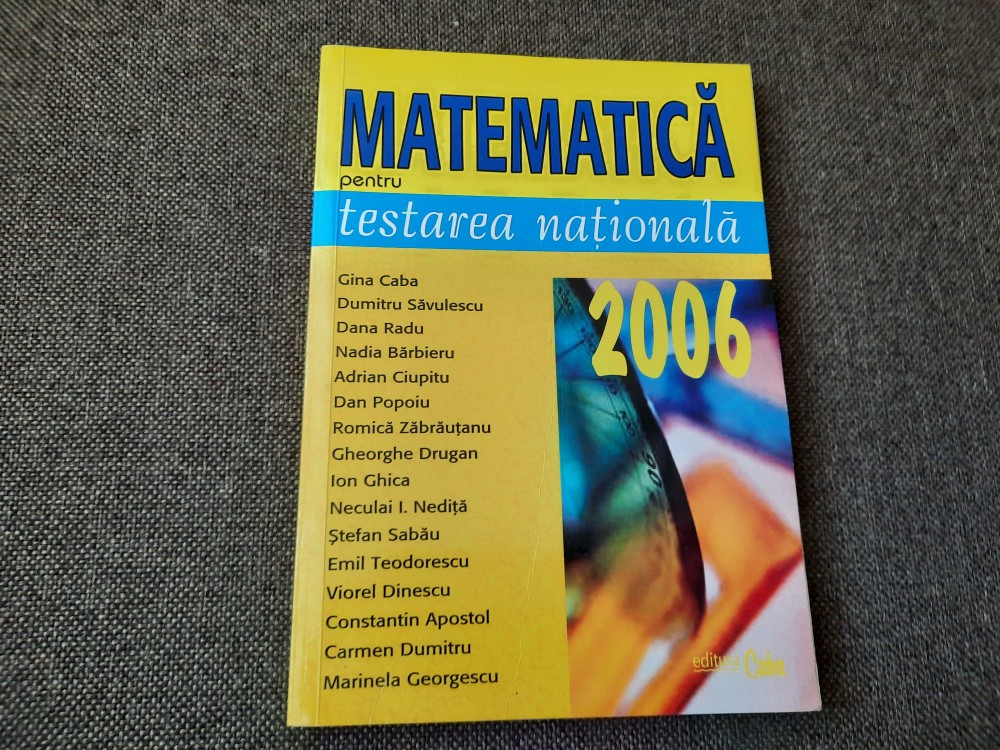 MATEMATICĂ
pentru
testarea națională
2006
Gina Caba
Dumitru Săvulescu
Dana Radu
Nadia Bărbieru
Adrian Ciupitu
Dan Popoiu
Romică Zăbrăuțanu
Gheorghe Drugan
Ion Ghica
Neculai I. Nediță
Ștefan Sabău
Emil Teodorescu
Viorel Dinescu
Constantin Apostol
Carmen Dumitru
Marinela Georgescu
editura Caba